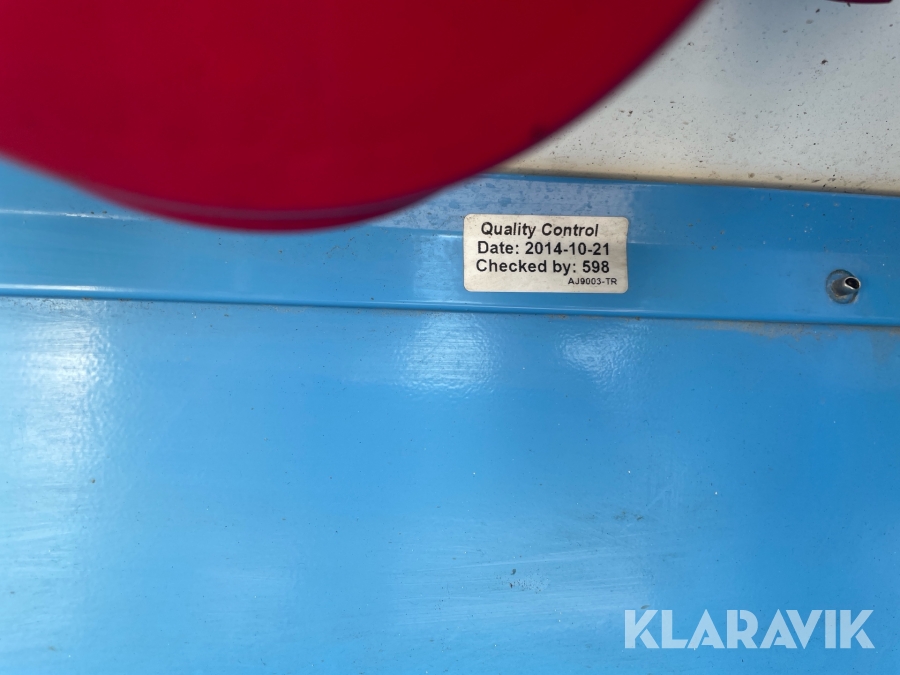 Quality Control
Date: 2014-10-21
Checked by: 598
AJ9003-TR
KLARAVIK